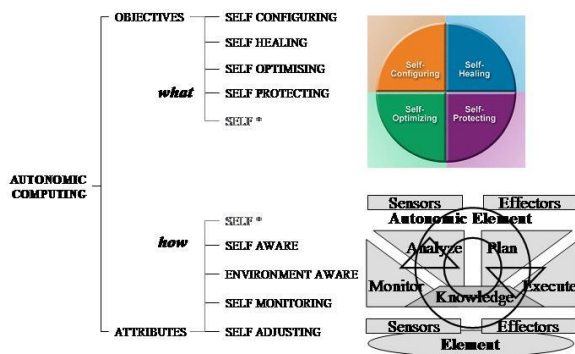 OBJECTIVES
SELF CONFIGURING
SELF HEALING
SELF OPTIMISING
what
SELF PROTECTING
SELF *
AUTONOMIC
COMPUTING
SELF *
how
SELF AWARE
ENVIRONMENT AWARE
SELF MONITORING
ATTRIBUTES
SELF ADJUSTING
Self-
Configuring
Self-
Healing
Self-
Optimizing
Self-
Protecting
Sensors
Effectors
Autonomic Element
Analyze
Plan
Monitor
Execute
Knowledge
Sensors
Effectors
Element